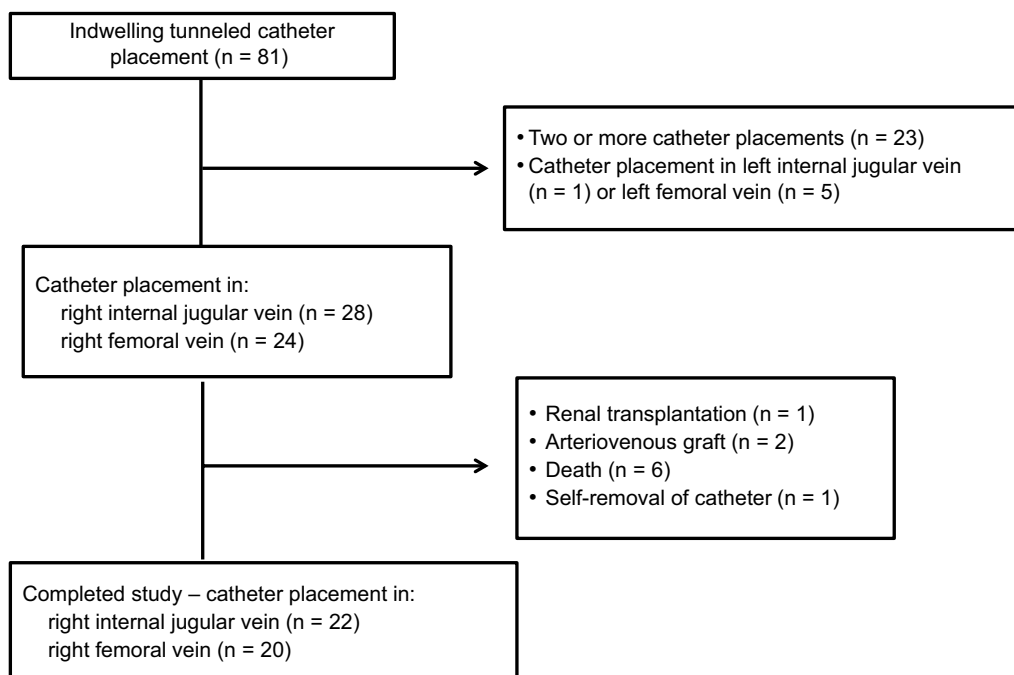 Indwelling tunneled catheter
placement (n = 81)
• Two or more catheter placements (n = 23)
• Catheter placement in left internal jugular vein
(n = 1) or left femoral vein (n = 5)
Catheter placement in:
right internal jugular vein (n = 28)
right femoral vein (n = 24)
• Renal transplantation (n = 1)
• Arteriovenous graft (n = 2)
• Death (n = 6)
• Self-removal of catheter (n = 1)
Completed study – catheter placement in:
right internal jugular vein (n = 22)
right femoral vein (n = 20)